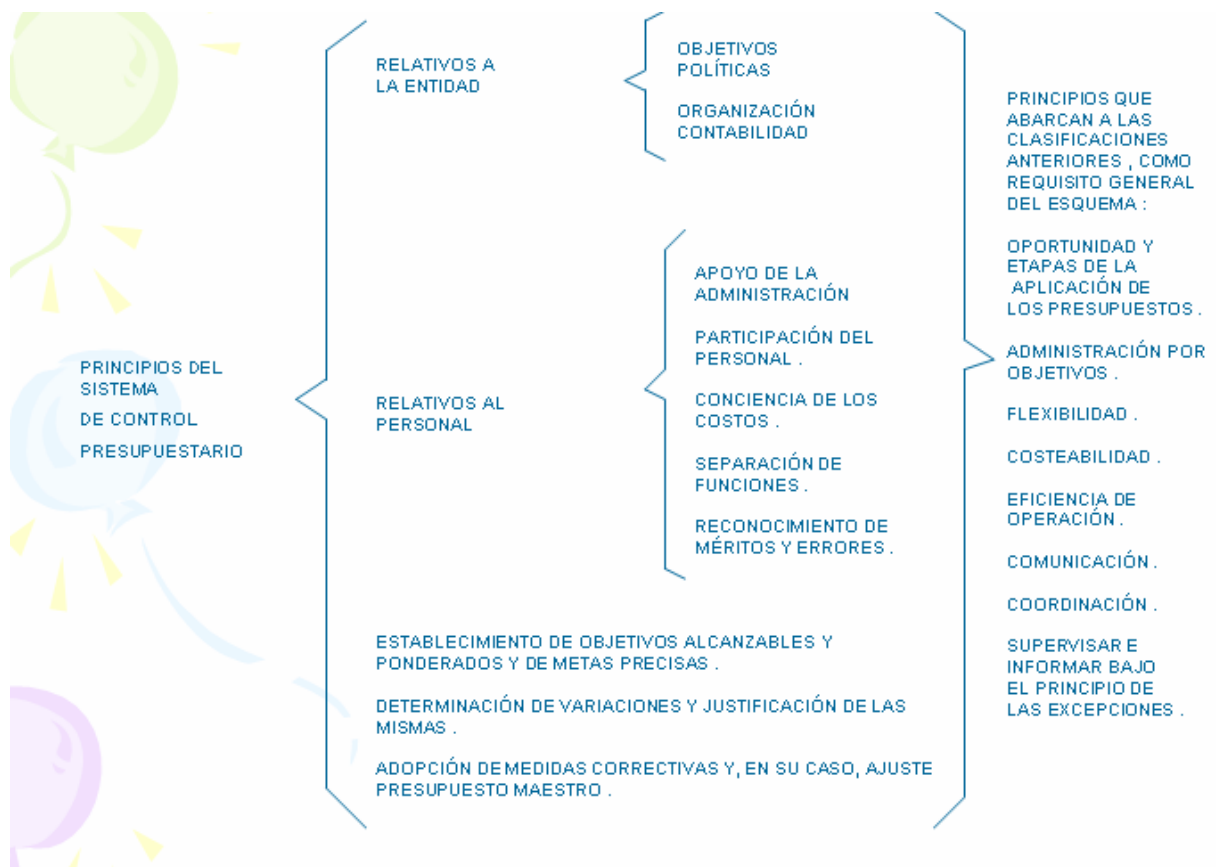 PRINCIPIOS DEL
SISTEMA
DE CONTROL
PRESUPUESTARIO
RELATIVOS A
LA ENTIDAD
OBJETIVOS
POLÍTICAS
ORGANIZACIÓN
CONTABILIDAD
RELATIVOS AL
PERSONAL
APOYO DE LA
ADMINISTRACIÓN
PARTICIPACIÓN DEL
PERSONAL .
CONCIENCIA DE LOS
COSTOS .
SEPARACIÓN DE
FUNCIONES .
RECONOCIMIENTO DE
MÉRITOS Y ERRORES .
ESTABLECIMIENTO DE OBJETIVOS ALCANZABLES Y
PONDERADOS Y DE METAS PRECISAS .
DETERMINACIÓN DE VARIACIONES Y JUSTIFICACIÓN DE LAS
MISMAS .
ADOPCIÓN DE MEDIDAS CORRECTIVAS Y, EN SU CASO, AJUSTE
PRESUPUESTO MAESTRO .
PRINCIPIOS QUE
ABARCAN A LAS
CLASIFICACIONES
ANTERIORES , COMO
REQUISITO GENERAL
DEL ESQUEMA :
OPORTUNIDAD Y
ETAPAS DE LA
APLICACIÓN DE
LOS PRESUPUESTOS .
ADMINISTRACIÓN POR
OBJETIVOS .
FLEXIBILIDAD .
COSTEABILIDAD .
EFICIENCIA DE
OPERACIÓN .
COMUNICACIÓN .
COORDINACIÓN .
SUPERVISAR E
INFORMAR BAJO
EL PRINCIPIO DE
LAS EXCEPCIONES .